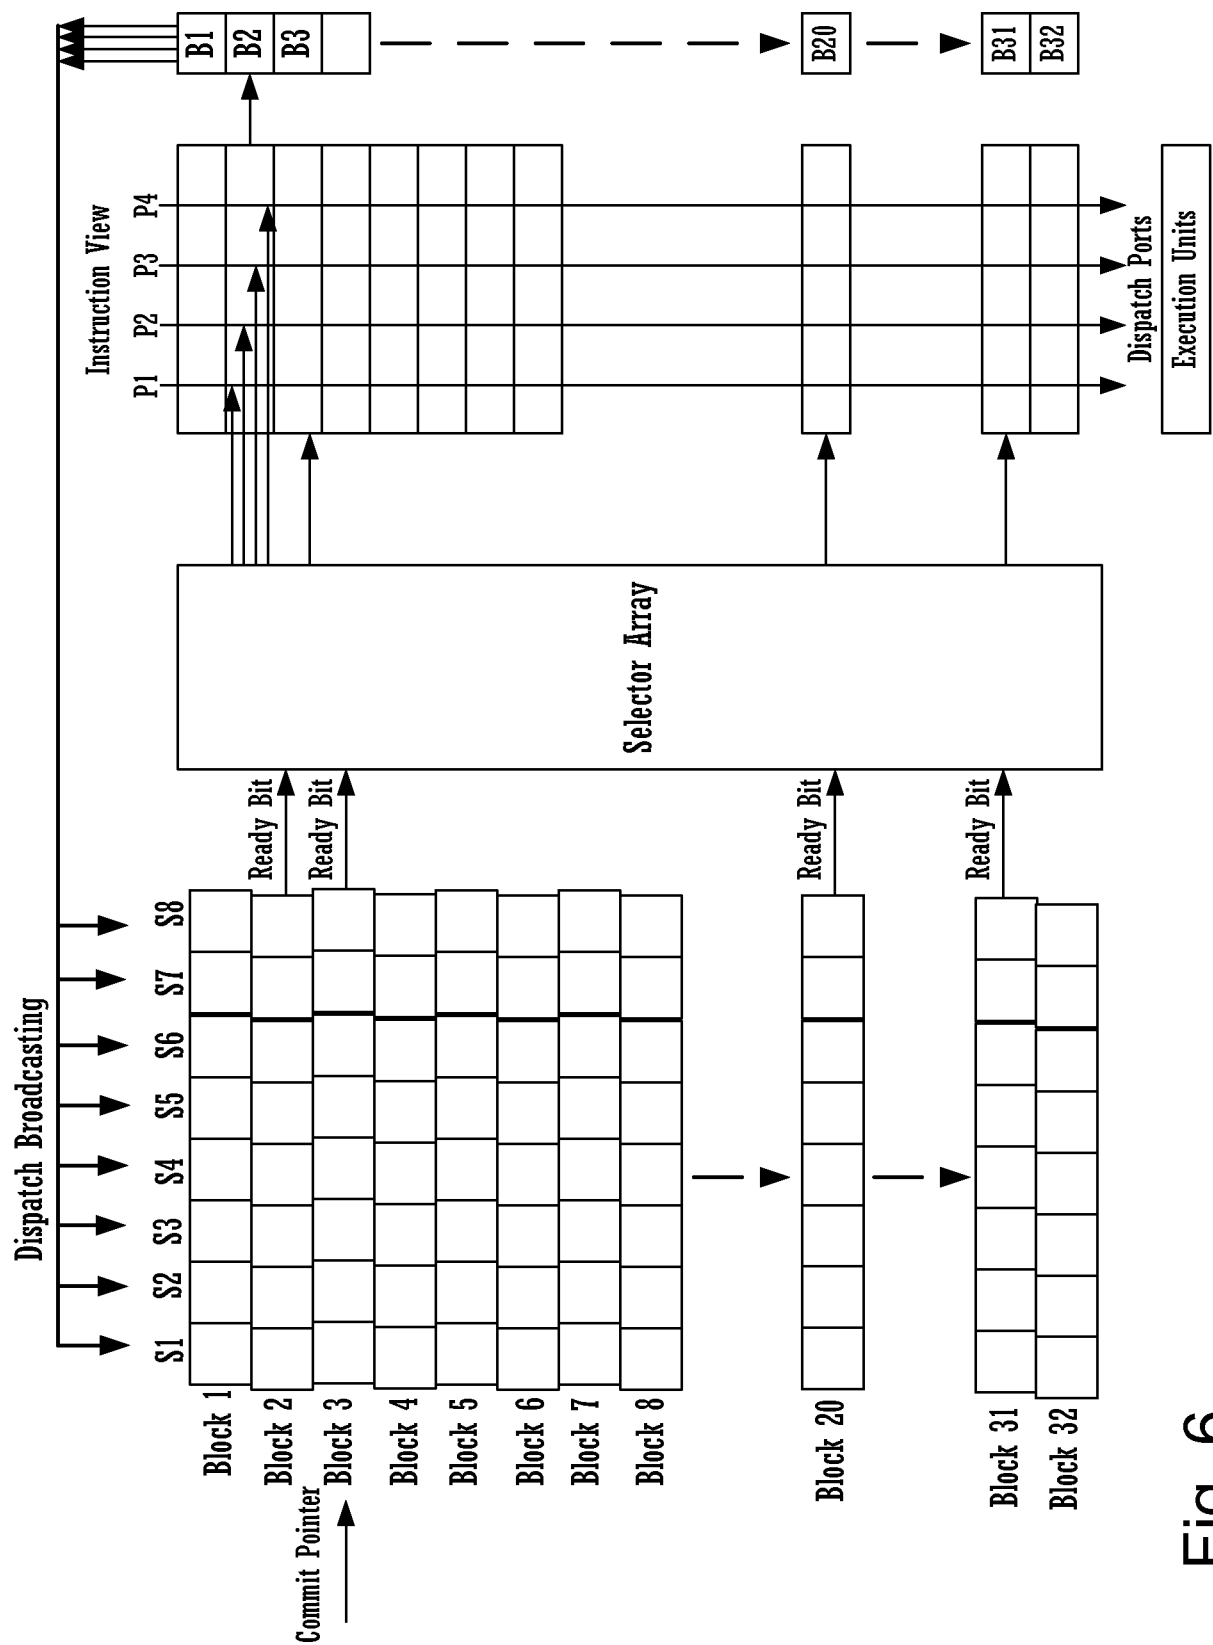 Dispatch Broadcasting
Instruction View
P1 P2 P3 P4
S1 S2 S3 S4 S5 S6 S7 S8
Block 1 B1
Block 2 Ready Bit B2
Commit Pointer
Block 3 Ready Bit B3
Block 4
Block 5
Block 6
Block 7
Selector Array
Block 8
Block 20 Ready Bit B20
Block 31 Ready Bit B31
Block 32 B32
Dispatch Ports
Execution Units
Fig. 6